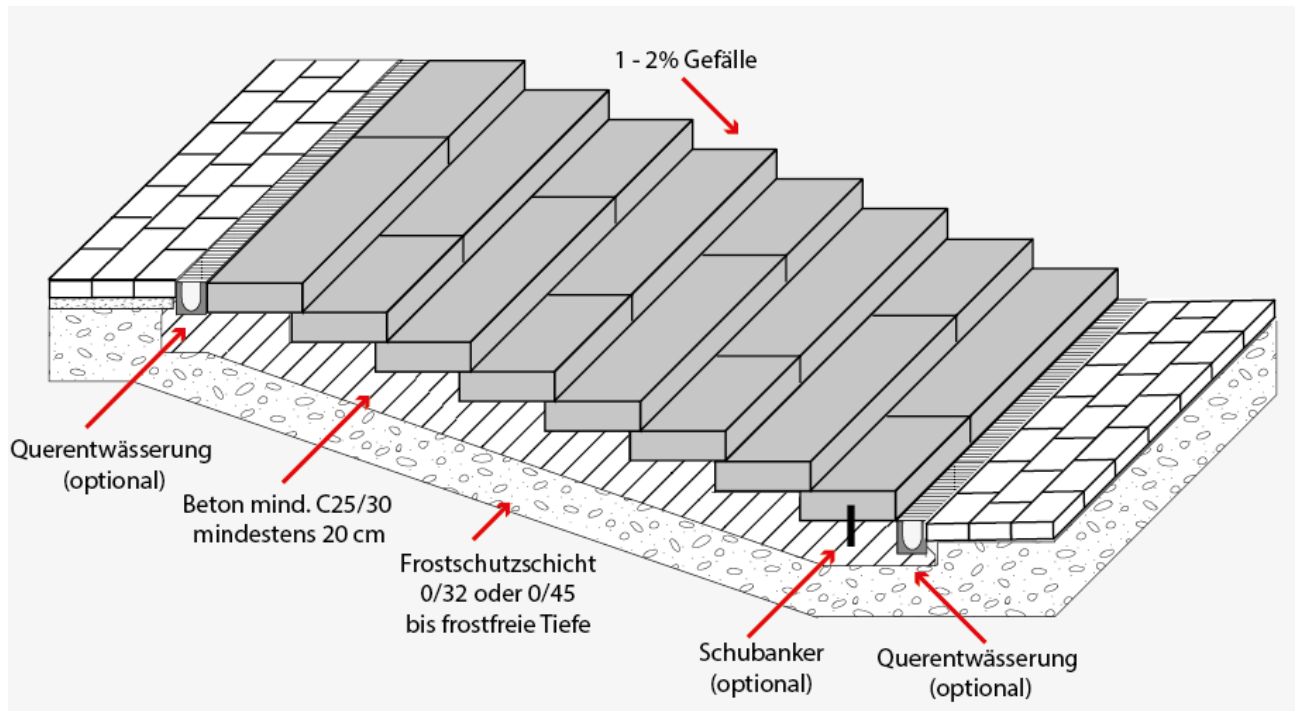 1 - 2% Gefälle
Querentwässerung
(optional)
Beton mind. C25/30
mindestens 20 cm
Frostschutzschicht
0/32 oder 0/45
bis frostfreie Tiefe
Schubanker
(optional)
Querentwässerung
(optional)